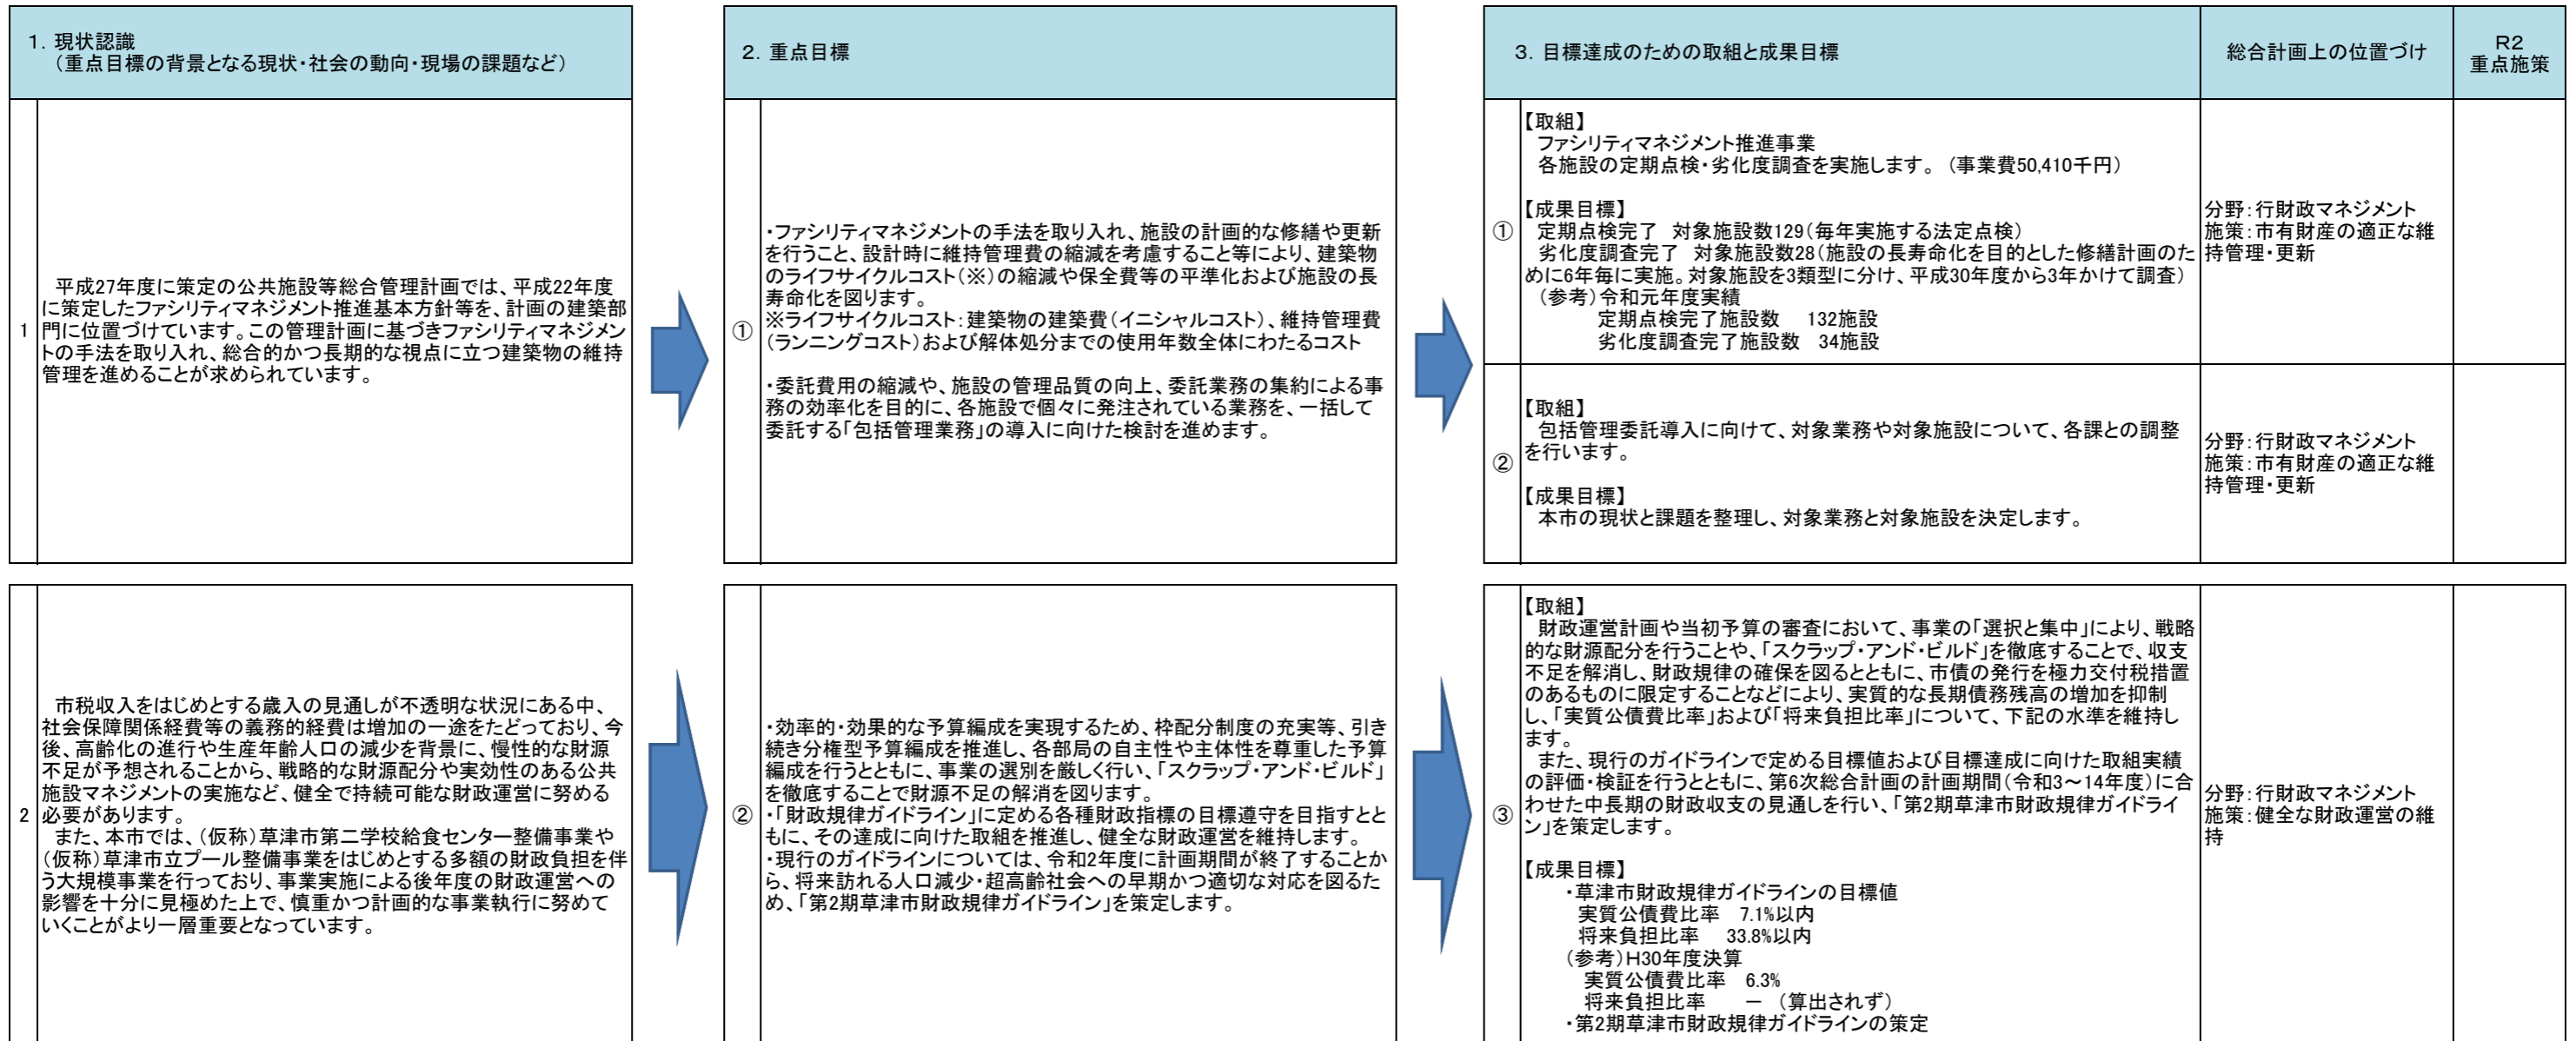 1．現状認識
（重点目標の背景となる現状・社会の動向・現場の課題など）
2．重点目標
3．目標達成のための取組と成果目標
総合計画上の位置づけ
R2
重点施策
1
平成27年度に策定の公共施設等総合管理計画では、平成22年度
に策定したファシリティマネジメント推進基本方針等を、計画の建築部
門に位置づけています。この管理計画に基づきファシリティマネジメン
トの手法を取り入れ、総合的かつ長期的な視点に立つ建築物の維持
管理を進めることが求められています。
①
・ファシリティマネジメントの手法を取り入れ、施設の計画的な修繕や更新
を行うこと、設計時に維持管理費の縮減を考慮すること等により、建築物
のライフサイクルコスト（※）の縮減や保全費等の平準化および施設の長
寿命化を図ります。
※ライフサイクルコスト：建築物の建築費（イニシャルコスト）、維持管理費
（ランニングコスト）および解体処分までの使用年数全体にわたるコスト
・委託費用の縮減や、施設の管理品質の向上、委託業務の集約による事
務の効率化を目的に、各施設で個々に発注されている業務を、一括して
委託する「包括管理業務」の導入に向けた検討を進めます。
①
【取組】
ファシリティマネジメント推進事業
各施設の定期点検・劣化度調査を実施します。（事業費50,410千円）
【成果目標】
定期点検完了　対象施設数129（毎年実施する法定点検）
劣化度調査完了　対象施設数28（施設の長寿命化を目的とした修繕計画のた
めに6年毎に実施。対象施設を3類型に分け、平成30年度から3年かけて調査）
（参考）令和元年度実績
定期点検完了施設数　132施設
劣化度調査完了施設数　34施設
分野：行財政マネジメント
施策：市有財産の適正な維
持管理・更新
②
【取組】
包括管理委託導入に向けて、対象業務や対象施設について、各課との調整
を行います。
【成果目標】
本市の現状と課題を整理し、対象業務と対象施設を決定します。
分野：行財政マネジメント
施策：市有財産の適正な維
持管理・更新
2
市税収入をはじめとする歳入の見通しが不透明な状況にある中、
社会保障関係経費等の義務的経費は増加の一途をたどっており、今
後、高齢化の進行や生産年齢人口の減少を背景に、慢性的な財源
不足が予想されることから、戦略的な財源配分や実効性のある公共
施設マネジメントの実施など、健全で持続可能な財政運営に努める
必要があります。
また、本市では、（仮称）草津市第二学校給食センター整備事業や
（仮称）草津市立プール整備事業をはじめとする多額の財政負担を伴
う大規模事業を行っており、事業実施による後年度の財政運営への
影響を十分に見極めた上で、慎重かつ計画的な事業執行に努めて
いくことがより一層重要となっています。
②
・効率的・効果的な予算編成を実現するため、枠配分制度の充実等、引き
続き分権型予算編成を推進し、各部局の自主性や主体性を尊重した予算
編成を行うとともに、事業の選別を厳しく行い、「スクラップ・アンド・ビルド」
を徹底することで財源不足の解消を図ります。
・「財政規律ガイドライン」に定める各種財政指標の目標遵守を目指すとと
もに、その達成に向けた取組を推進し、健全な財政運営を維持します。
・現行のガイドラインについては、令和2年度に計画期間が終了することか
ら、将来訪れる人口減少・超高齢社会への早期かつ適切な対応を図るた
め、「第2期草津市財政規律ガイドライン」を策定します。
③
【取組】
財政運営計画や当初予算の審査において、事業の「選択と集中」により、戦略
的な財源配分を行うことや、「スクラップ・アンド・ビルド」を徹底することで、収支
不足を解消し、財政規律の確保を図るとともに、市債の発行を極力交付税措置
のあるものに限定することなどにより、実質的な長期債務残高の増加を抑制
し、「実質公債費比率」および「将来負担比率」について、下記の水準を維持し
ます。
また、現行のガイドラインで定める目標値および目標達成に向けた取組実績
の評価・検証を行うとともに、第6次総合計画の計画期間（令和3～14年度）に合
わせた中長期の財政収支の見通しを行い、「第2期草津市財政規律ガイドライ
ン」を策定します。
【成果目標】
・草津市財政規律ガイドラインの目標値
実質公債費比率　7.1%以内
将来負担比率　33.8%以内
（参考）H30年度決算
実質公債費比率　6.3%
将来負担比率　－　（算出されず）
・第2期草津市財政規律ガイドラインの策定
分野：行財政マネジメント
施策：健全な財政運営の維
持